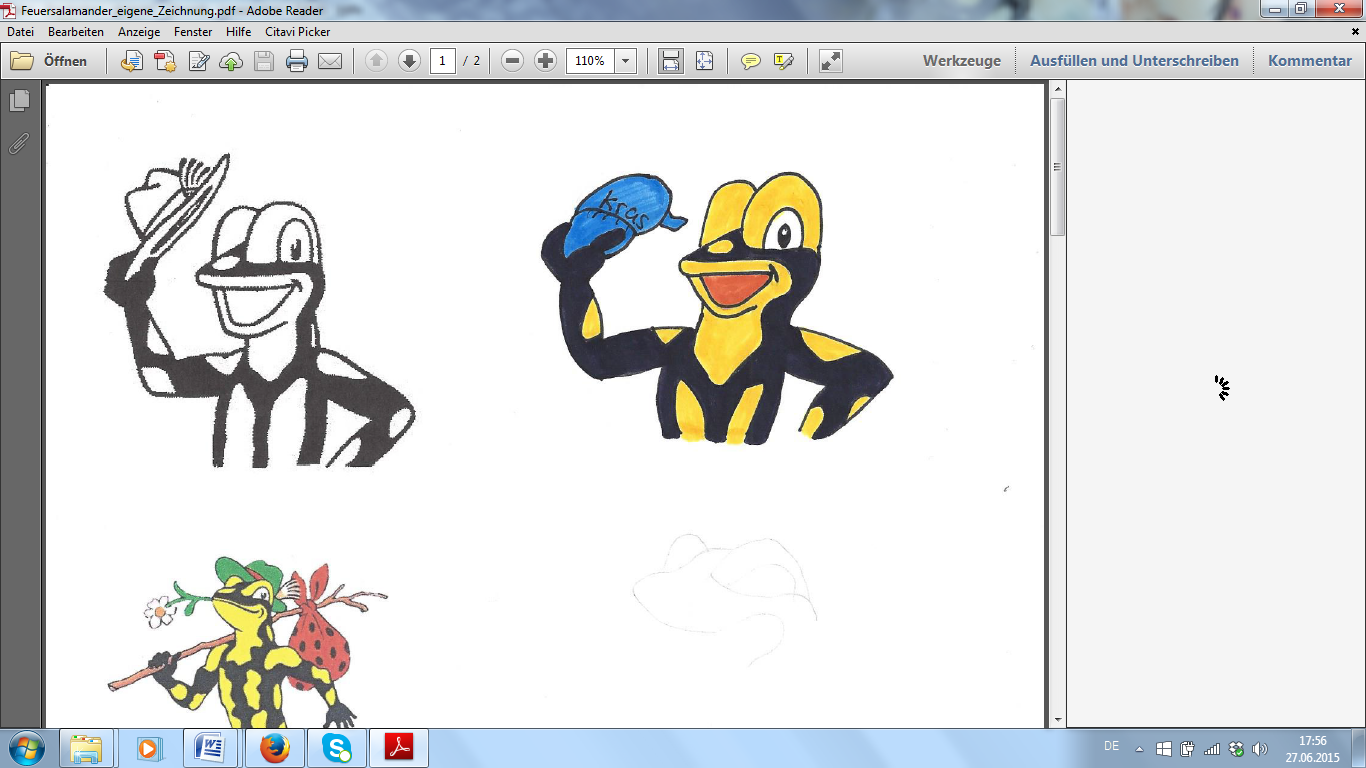 Feuersalamander_eigene_Zeichnung.pdf - Adobe Reader
Datei Bearbeiten Anzeige Fenster Hilfe Citavi Picker
Öffnen 1 / 2 110% Werkzeuge Ausfüllen und Unterschreiben Kommentar
kras
DE 17:56
27.06.2015